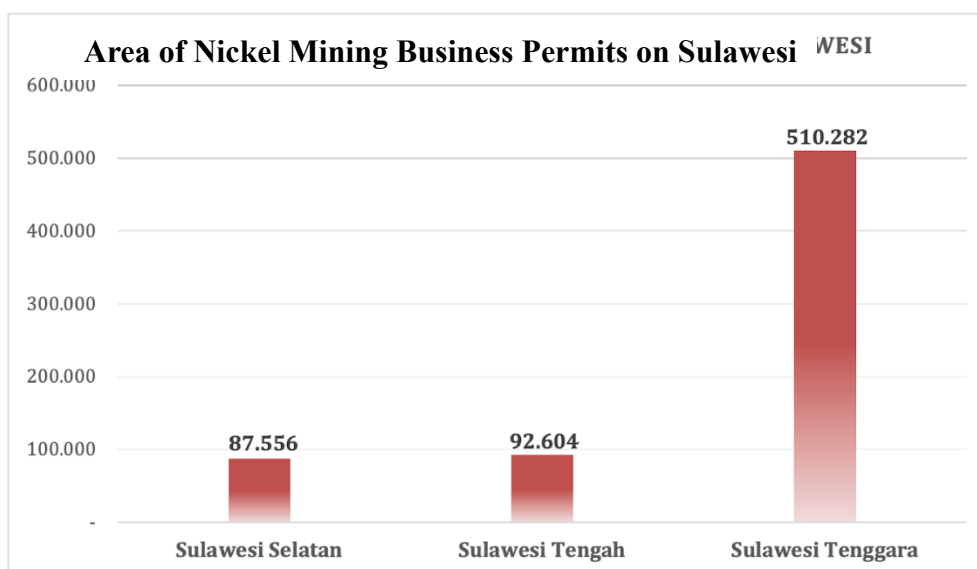 Area of Nickel Mining Business Permits on Sulawesi WESI
600.000
500.000
400.000
300.000
200.000
100.000
-
87.556
92.604
510.282
Sulawesi Selatan
Sulawesi Tengah
Sulawesi Tenggara